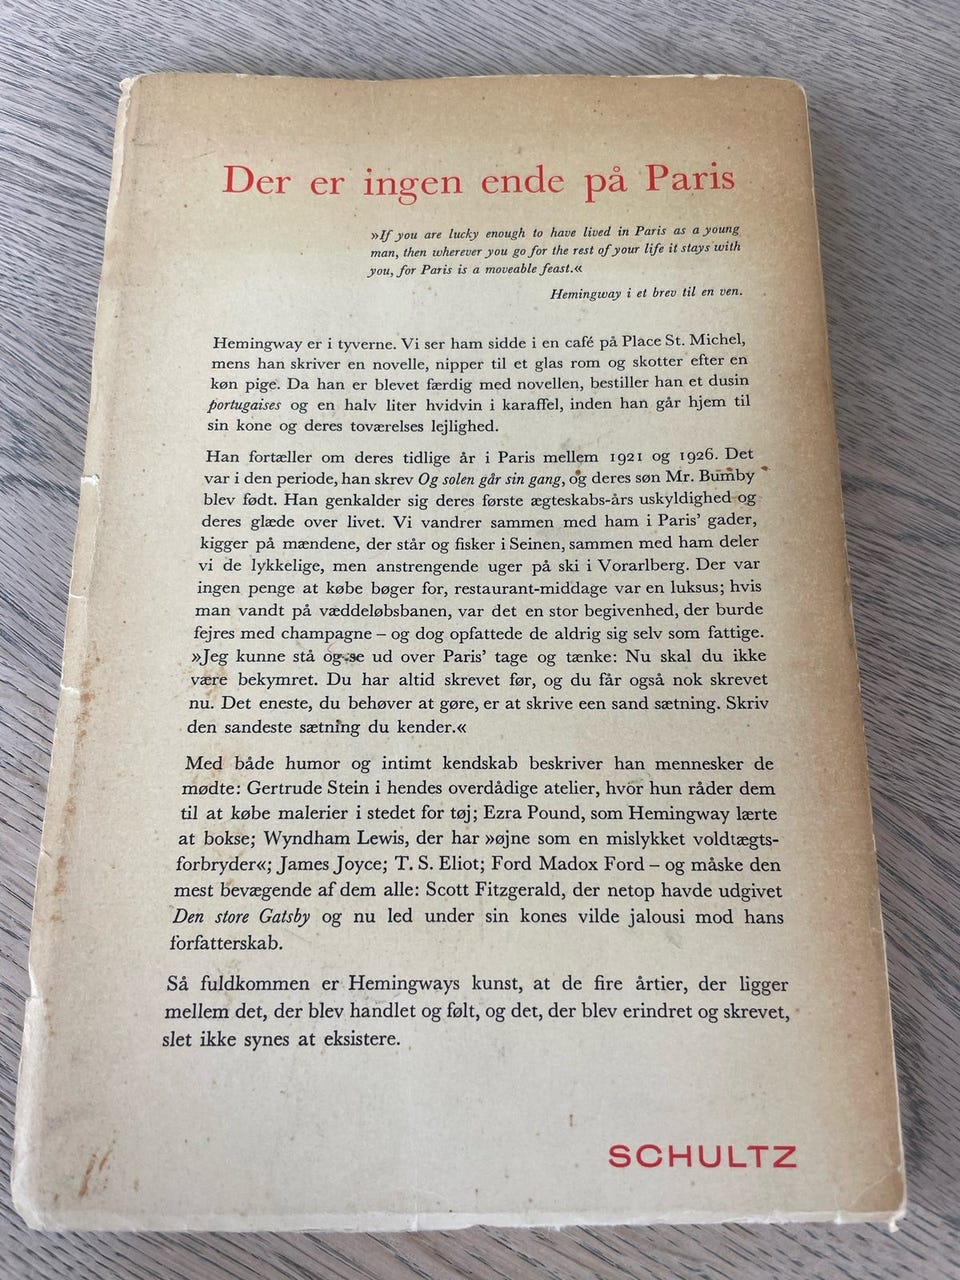 Der er ingen ende på Paris
»If you are lucky enough to have lived in Paris as a young
man, then wherever you go for the rest of your life it stays with
you, for Paris is a moveable feast.«
Hemingway i et brev til en ven.
Hemingway er i tyverne. Vi ser ham sidde i en café på Place St. Michel,
mens han skriver en novelle, nipper til et glas rom og skotter efter en
køn pige. Da han er blevet færdig med novellen, bestiller han et dusin
portugaises og en halv liter hvidvin i karaffel, inden han går hjem til
sin kone og deres toværelses lejlighed.
Han fortæller om deres tidlige år i Paris mellem 1921 og 1926. Det
var i den periode, han skrev Og solen går sin gang, og deres søn Mr. Bumby
blev født. Han genkalder sig deres første ægteskabs-års uskyldighed og
deres glæde over livet. Vi vandrer sammen med ham i Paris' gader,
kigger på mændene, der står og fisker i Seinen, sammen med ham deler
vi de lykkelige, men anstrengende uger på ski i Vorarlberg. Der var
ingen penge at købe bøger for, restaurant-middage var en luksus; hvis
man vandt på væddeløbsbanen, var det en stor begivenhed, der burde
fejres med champagne – og dog opfattede de aldrig sig selv som fattige.
»Jeg kunne stå og se ud over Paris' tage og tænke: Nu skal du ikke
være bekymret. Du har altid skrevet før, og du får også nok skrevet
nu. Det eneste, du behøver at gøre, er at skrive een sand sætning. Skriv
den sandeste sætning du kender.«
Med både humor og intimt kendskab beskriver han mennesker de
mødte: Gertrude Stein i hendes overdådige atelier, hvor hun råder dem
til at købe malerier i stedet for tøj; Ezra Pound, som Hemingway lærte
at bokse; Wyndham Lewis, der har »øjne som en mislykket voldtægts-
forbryder«; James Joyce; T. S. Eliot; Ford Madox Ford – og måske den
mest bevægende af dem alle: Scott Fitzgerald, der netop havde udgivet
Den store Gatsby og nu led under sin kones vilde jalousi mod hans
forfatterskab.
Så fuldkommen er Hemingways kunst, at de fire årtier, der ligger
mellem det, der blev handlet og følt, og det, der blev erindret og skrevet,
slet ikke synes at eksistere.
SCHULTZ